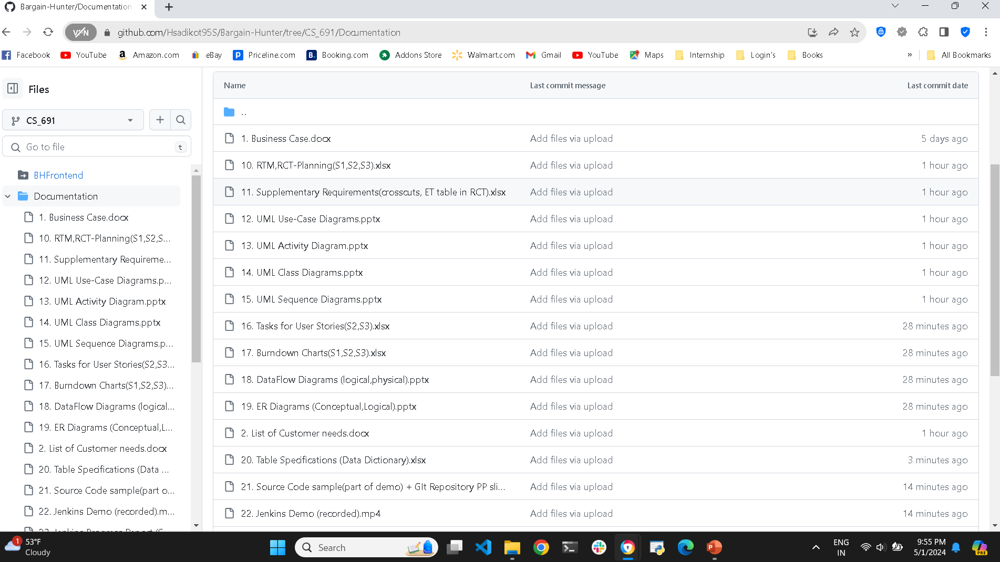 Bargain-Hunter/Documentation
VPN
github.com/Hsadikot95S/Bargain-Hunter/tree/CS_691/Documentation
Facebook YouTube Amazon.com eBay Priceline.com Booking.com Addons Store Walmart.com Gmail YouTube Maps Internship Login's Books » All Bookmarks
Files
CS_691
Go to file t
BHFrontend
Documentation
1. Business Case.docx
10. RTM,RCT-Planning(S1,S2,S...
11. Supplementary Requireme...
12. UML Use-Case Diagrams.p...
13. UML Activity Diagram.pptx
14. UML Class Diagrams.pptx
15. UML Sequence Diagrams.p...
16. Tasks for User Stories(S2,S3...
17. Burndown Charts(S1,S2,S3)...
18. DataFlow Diagrams (logical...
19. ER Diagrams (Conceptual,L...
2. List of Customer needs.docx
20. Table Specifications (Data ...
21. Source Code sample(part o...
22. Jenkins Demo (recorded).m...
Name Last commit message Last commit date
..
1. Business Case.docx Add files via upload 5 days ago
10. RTM,RCT-Planning(S1,S2,S3).xlsx Add files via upload 1 hour ago
11. Supplementary Requirements(crosscuts, ET table in RCT).xlsx Add files via upload 1 hour ago
12. UML Use-Case Diagrams.pptx Add files via upload 1 hour ago
13. UML Activity Diagram.pptx Add files via upload 1 hour ago
14. UML Class Diagrams.pptx Add files via upload 1 hour ago
15. UML Sequence Diagrams.pptx Add files via upload 1 hour ago
16. Tasks for User Stories(S2,S3).xlsx Add files via upload 28 minutes ago
17. Burndown Charts(S1,S2,S3).xlsx Add files via upload 28 minutes ago
18. DataFlow Diagrams (logical,physical).pptx Add files via upload 28 minutes ago
19. ER Diagrams (Conceptual,Logical).pptx Add files via upload 28 minutes ago
2. List of Customer needs.docx Add files via upload 1 hour ago
20. Table Specifications (Data Dictionary).xlsx Add files via upload 3 minutes ago
21. Source Code sample(part of demo) + GIt Repository PP sli... Add files via upload 14 minutes ago
22. Jenkins Demo (recorded).mp4 Add files via upload 14 minutes ago
1 53°F
Cloudy
Search
ENG
IN
9:55 PM
5/1/2024
PRE